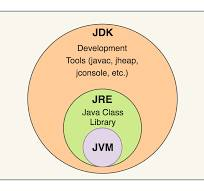 JDK
Development
Tools (javac, jheap,
jconsole, etc.)
JRE
Java Class
Library
JVM